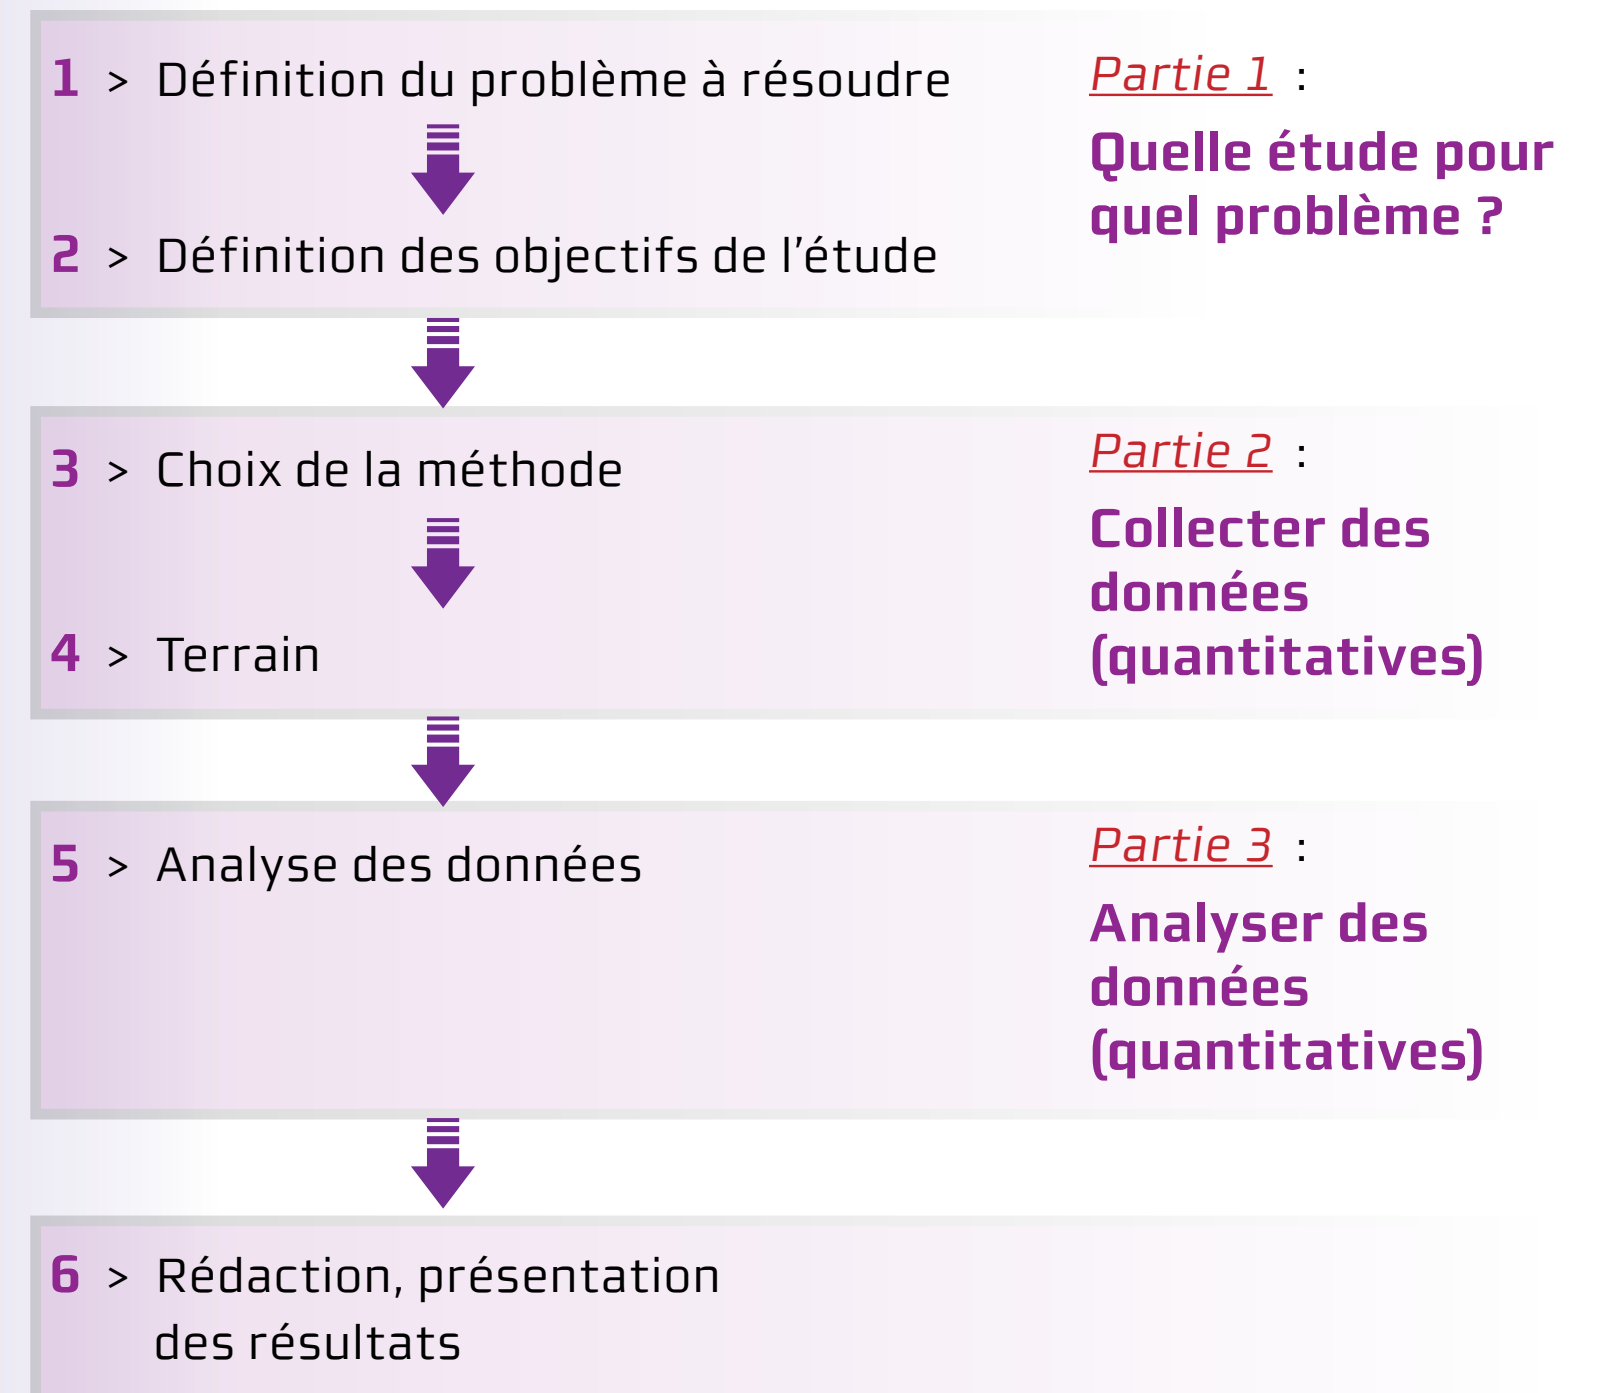 1 > Définition du problème à résoudre
2 > Définition des objectifs de l’étude
Partie 1 :
Quelle étude pour
quel problème ?
3 > Choix de la méthode
4 > Terrain
Partie 2 :
Collecter des
données
(quantitatives)
5 > Analyse des données
Partie 3 :
Analyser des
données
(quantitatives)
6 > Rédaction, présentation
des résultats